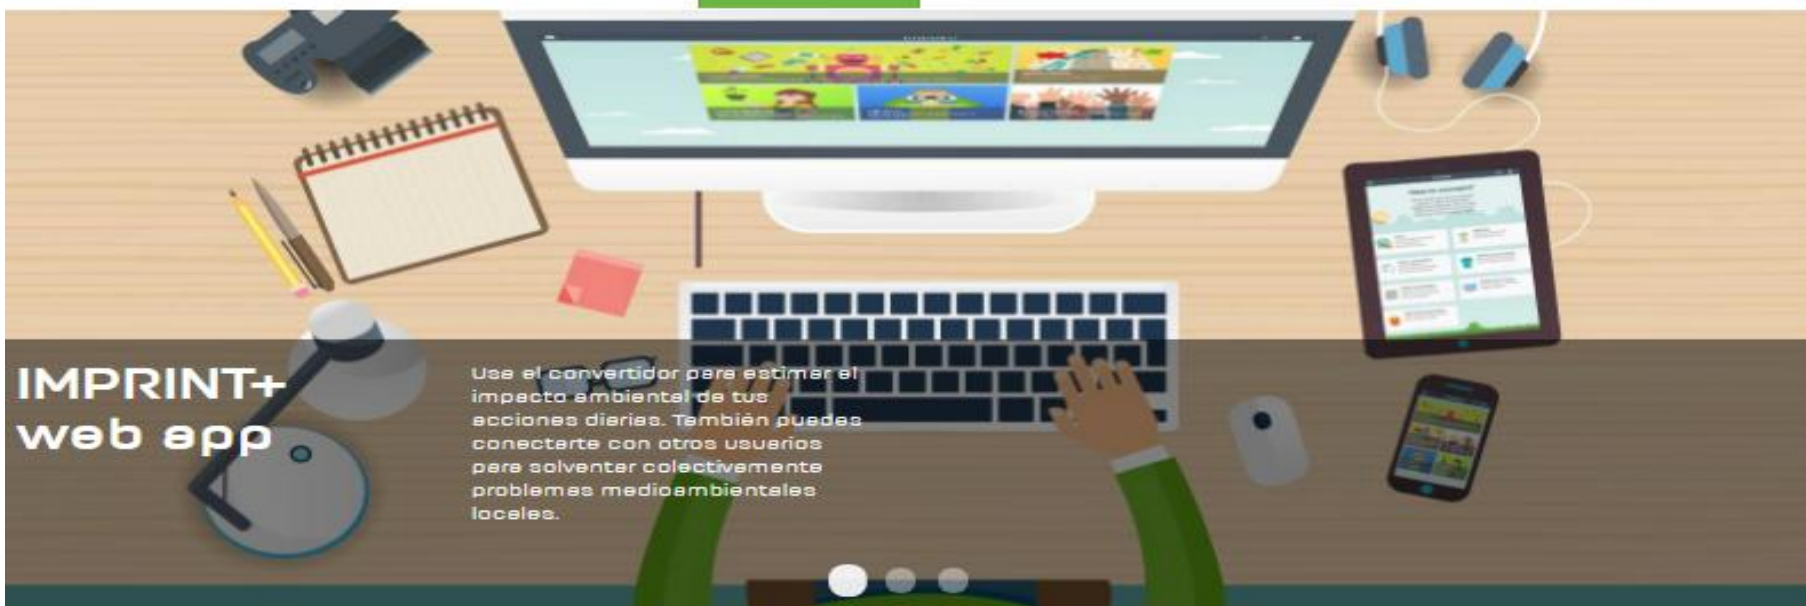 IMPRINT+
web app
Use el convertidor para estimar el
impacto ambiental de tus
acciones diarias. También puedes
conectarte con otros usuarios
para solventar colectivamente
problemas medioambientales
locales.